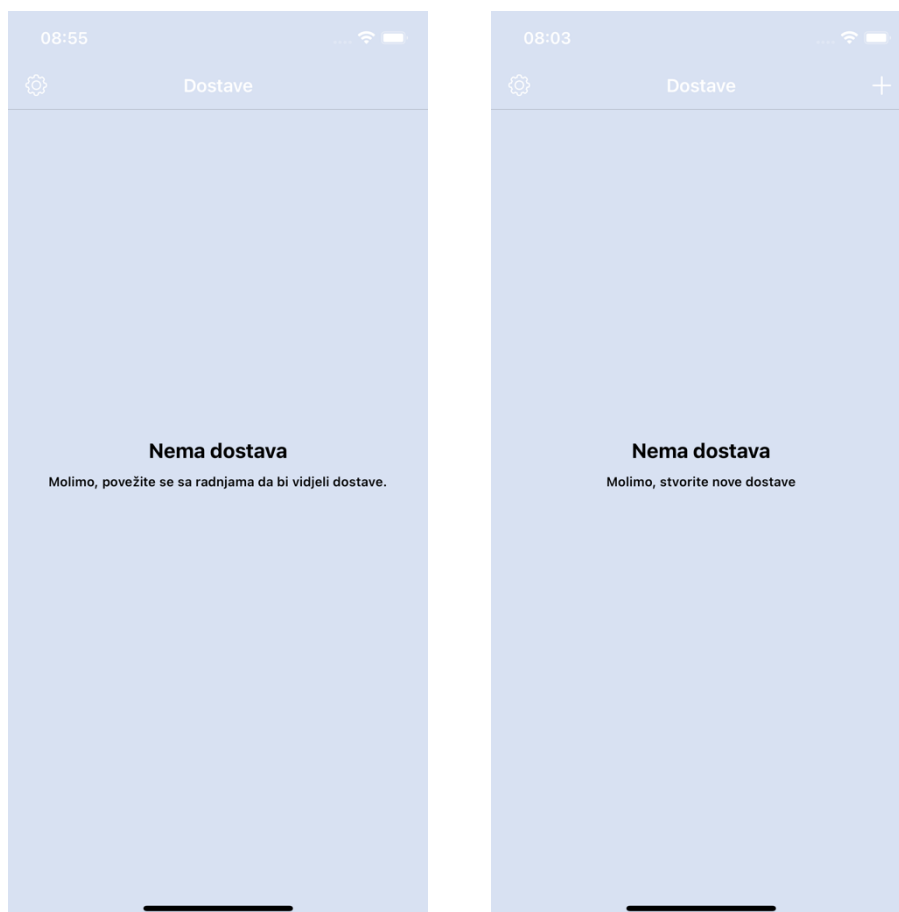 08:55
Dostave
Nema dostava
Molimo, povežite se sa radnjama da bi vidjeli dostave.
08:03
Dostave
Nema dostava
Molimo, stvorite nove dostave